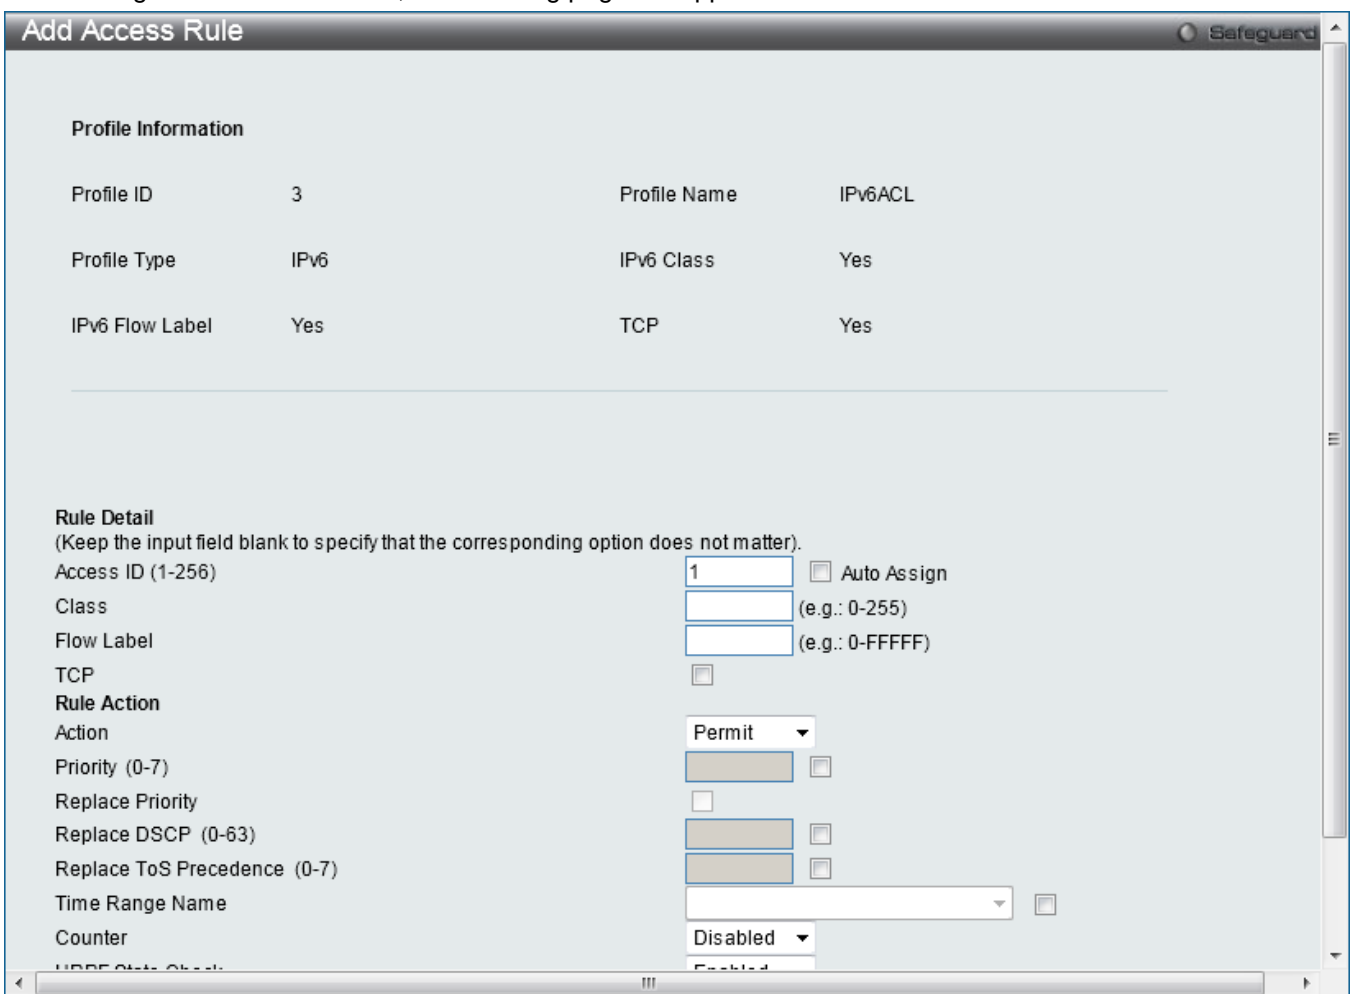 Add Access Rule
Safeguard
Profile Information
Profile ID 3 Profile Name IPv6ACL
Profile Type IPv6 IPv6 Class Yes
IPv6 Flow Label Yes TCP Yes
Rule Detail
(Keep the input field blank to specify that the corresponding option does not matter).
Access ID (1-256) 1 Auto Assign
Class (e.g.: 0-255)
Flow Label (e.g.: 0-FFFFF)
TCP
Rule Action
Action Permit
Priority (0-7)
Replace Priority
Replace DSCP (0-63)
Replace ToS Precedence (0-7)
Time Range Name
Counter Disabled